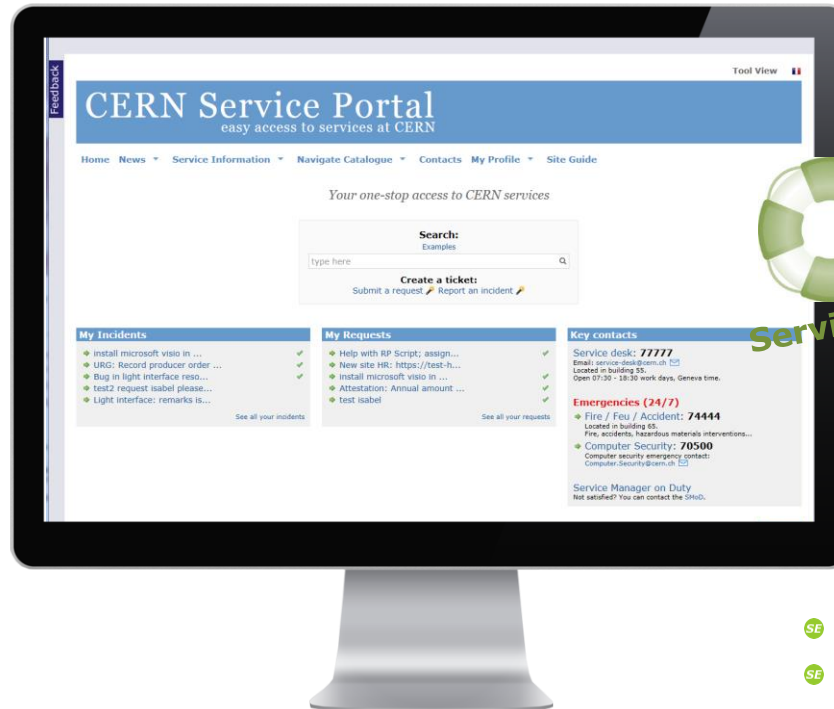 Feedback
Tool View
CERN Service Portal
easy access to services at CERN
Home News Service Information Navigate Catalogue Contacts My Profile Site Guide
Your one-stop access to CERN services
Search:
Examples
type here
Create a ticket:
Submit a request Report an incident
My Incidents
install microsoft visio in ...
URG: Record producer order ...
Bug in light interface reso...
test2 request isabel please...
Light interface: remarks is...
See all your incidents
My Requests
Help with RP Script; assign...
New site HR: https://test-h...
install microsoft visio in ...
Attestation: Annual amount ...
test isabel
See all your requests
Key contacts
Service desk: 77777
Email: service-desk@cern.ch
Located in building 55.
Open 07:30 - 18:30 work days, Geneva time.
Emergencies (24/7)
Fire / Feu / Accident: 74444
Located in building 65.
Fire, accidents, hazardous materials interventions...
Computer Security: 70500
Computer security emergency contact:
Computer.Security@cern.ch
Service Manager on Duty
Not satisfied? You can contact the SMoD.
SE
SE